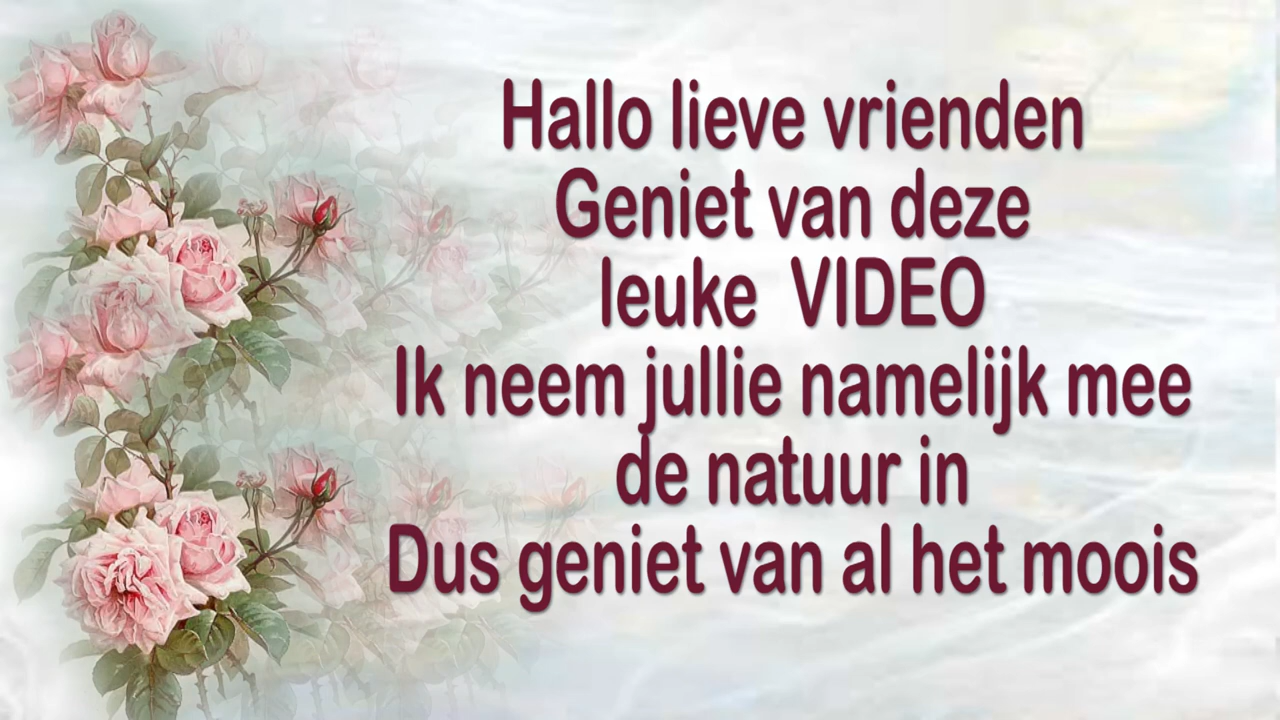 Hallo lieve vrienden
Geniet van deze
leuke VIDEO
Ik neem jullie namelijk mee
de natuur in
Dus geniet van al het moois